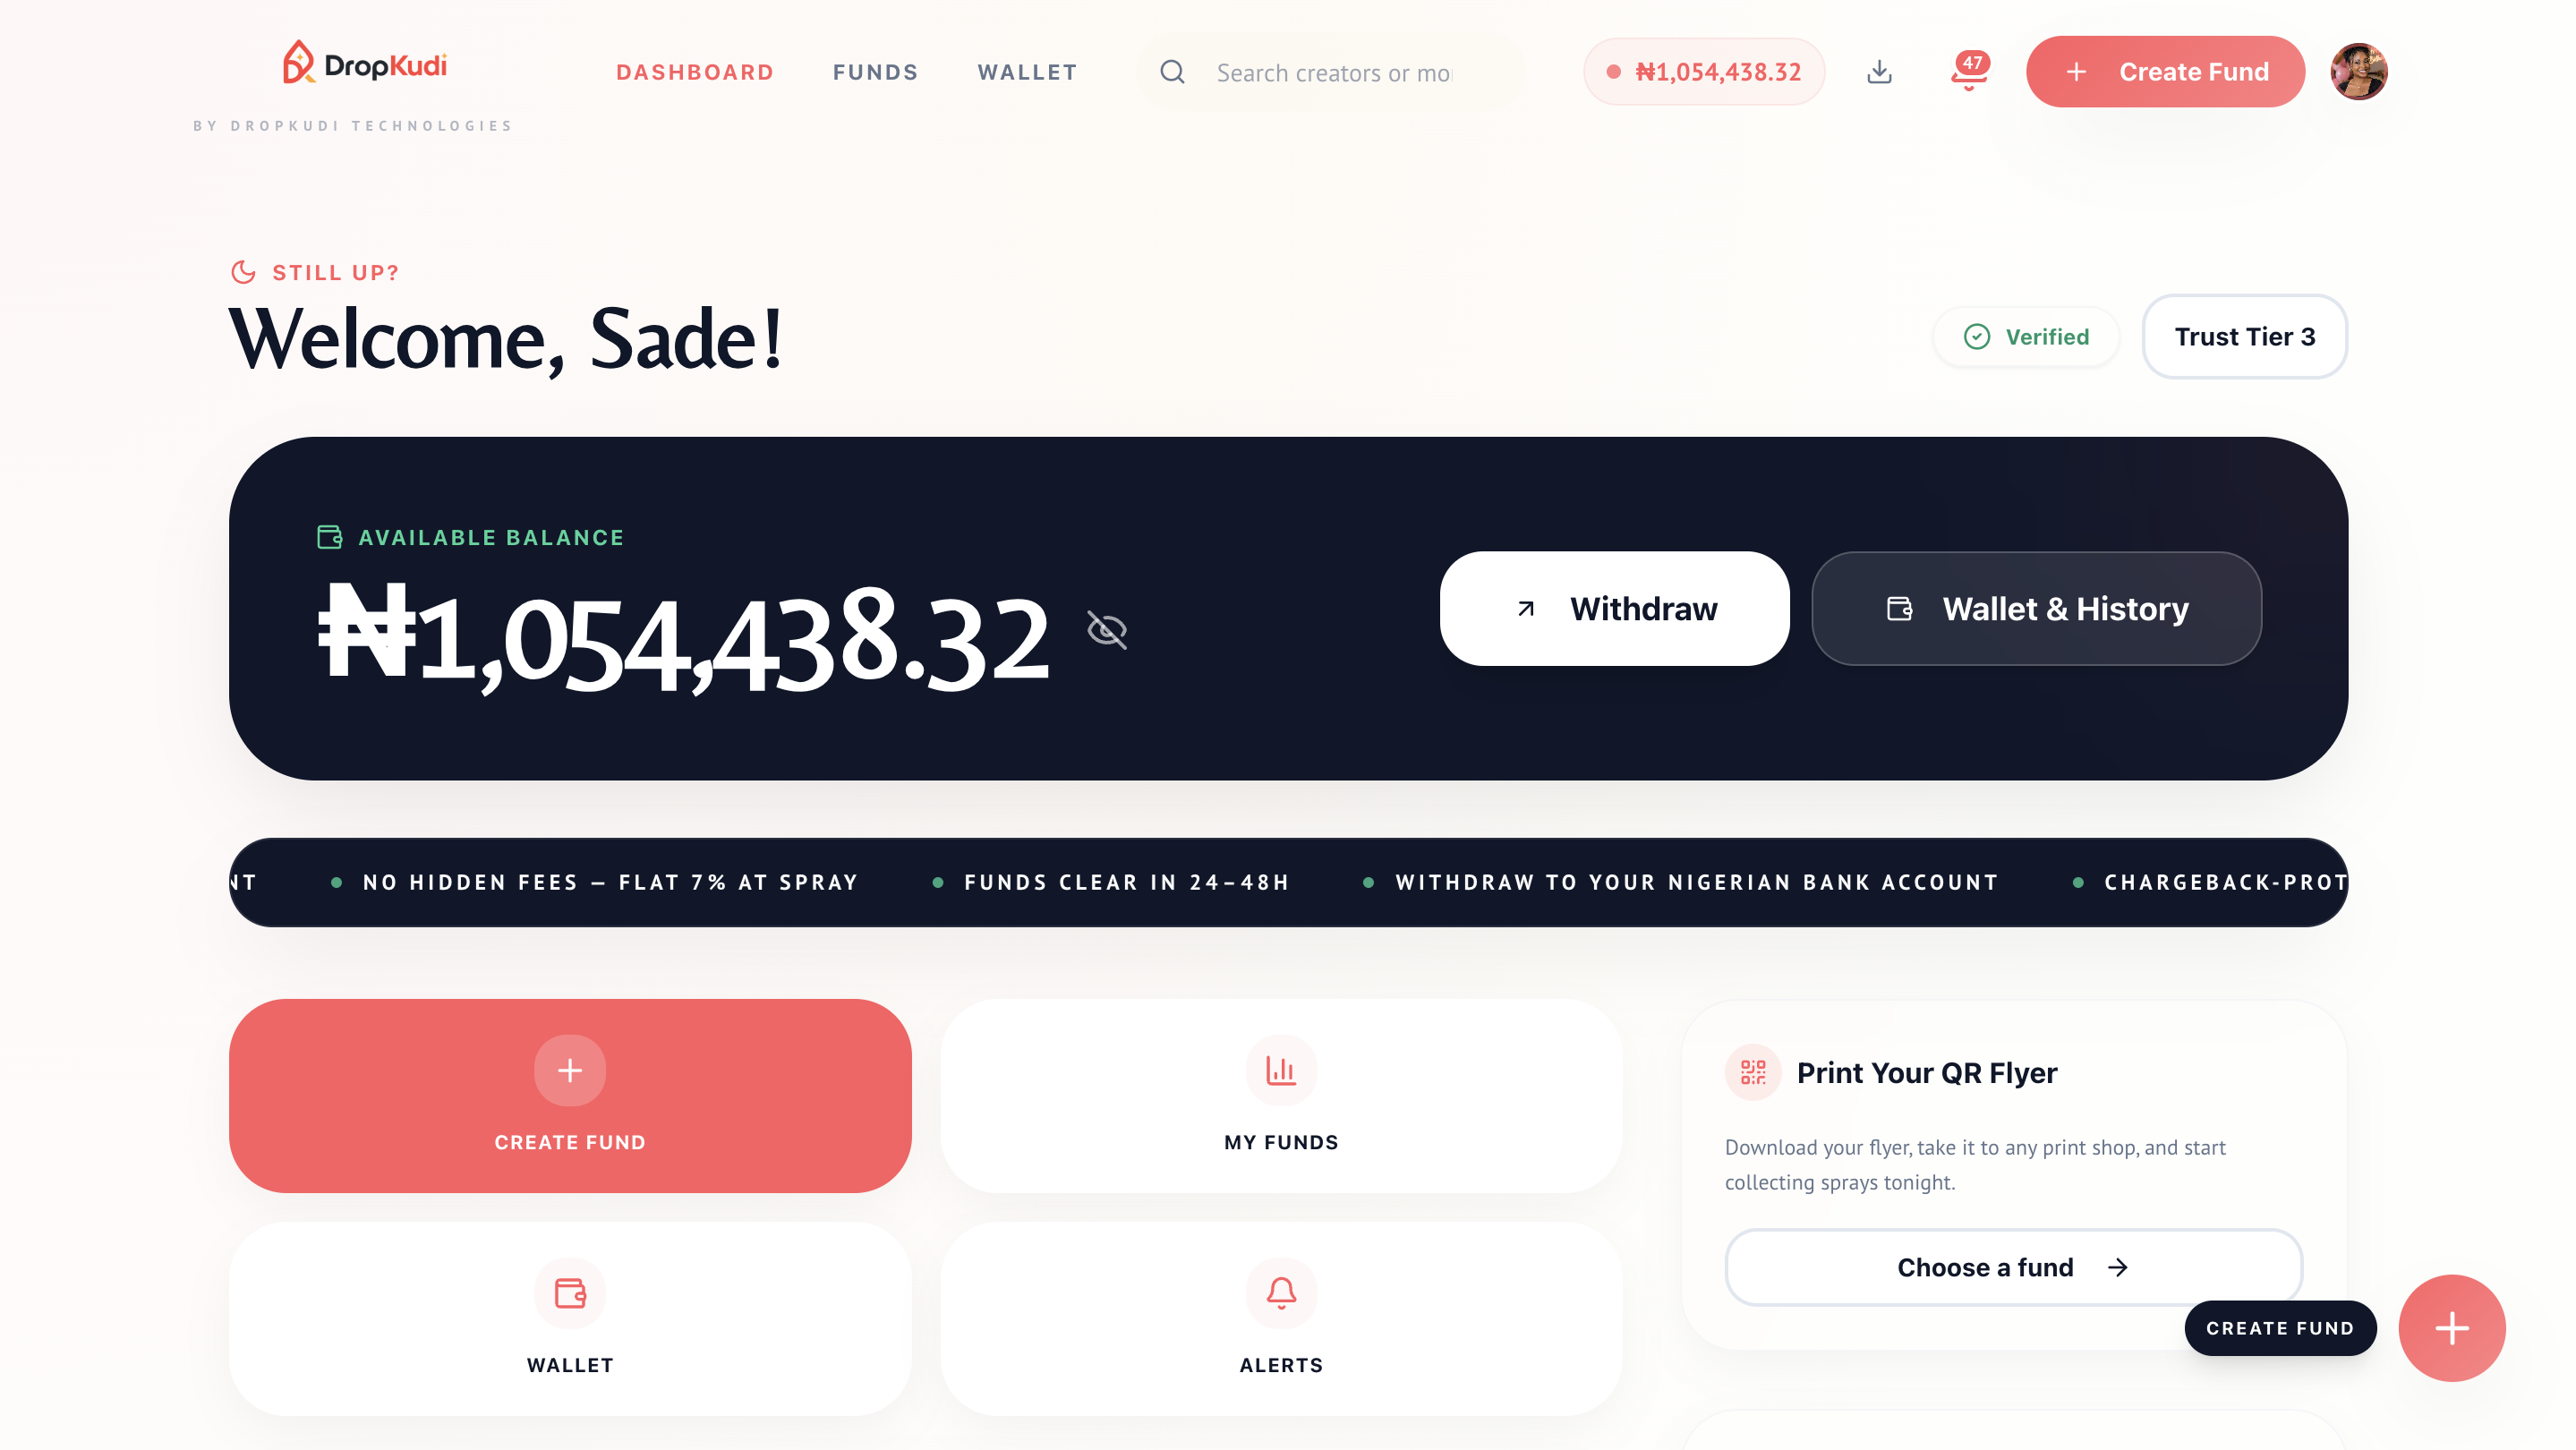 DropKudi
BY DROPKUDI TECHNOLOGIES
DASHBOARD
FUNDS
WALLET
Search creators or mo
₦1,054,438.32
47
Create Fund
STILL UP?
Welcome, Sade!
Verified
Trust Tier 3
AVAILABLE BALANCE
₦1,054,438.32
Withdraw
Wallet & History
NT
NO HIDDEN FEES — FLAT 7% AT SPRAY
FUNDS CLEAR IN 24–48H
WITHDRAW TO YOUR NIGERIAN BANK ACCOUNT
CHARGEBACK-PROT
CREATE FUND
MY FUNDS
Print Your QR Flyer
Download your flyer, take it to any print shop, and start
collecting sprays tonight.
Choose a fund
WALLET
ALERTS
CREATE FUND